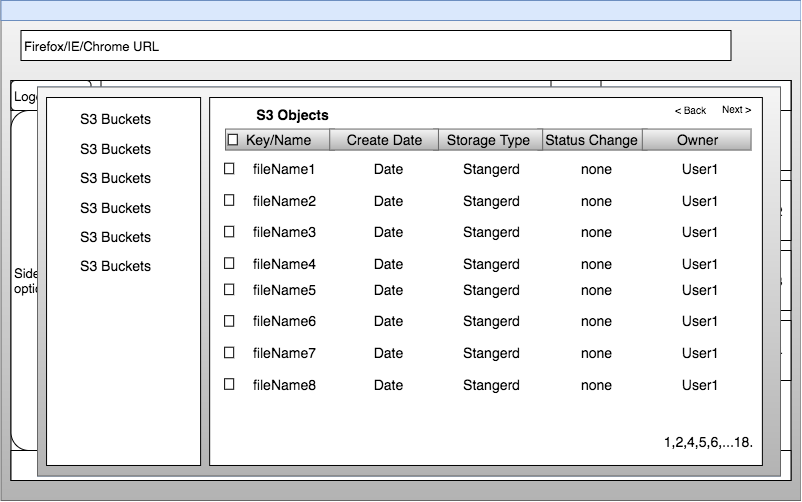 Firefox/IE/Chrome URL
S3 Buckets
S3 Buckets
S3 Buckets
S3 Buckets
S3 Buckets
S3 Buckets
S3 Objects
< Back Next >
Key/Name Create Date Storage Type Status Change Owner
fileName1 Date Stangerd none User1
fileName2 Date Stangerd none User1
fileName3 Date Stangerd none User1
fileName4 Date Stangerd none User1
fileName5 Date Stangerd none User1
fileName6 Date Stangerd none User1
fileName7 Date Stangerd none User1
fileName8 Date Stangerd none User1
1,2,4,5,6,...18.
Side